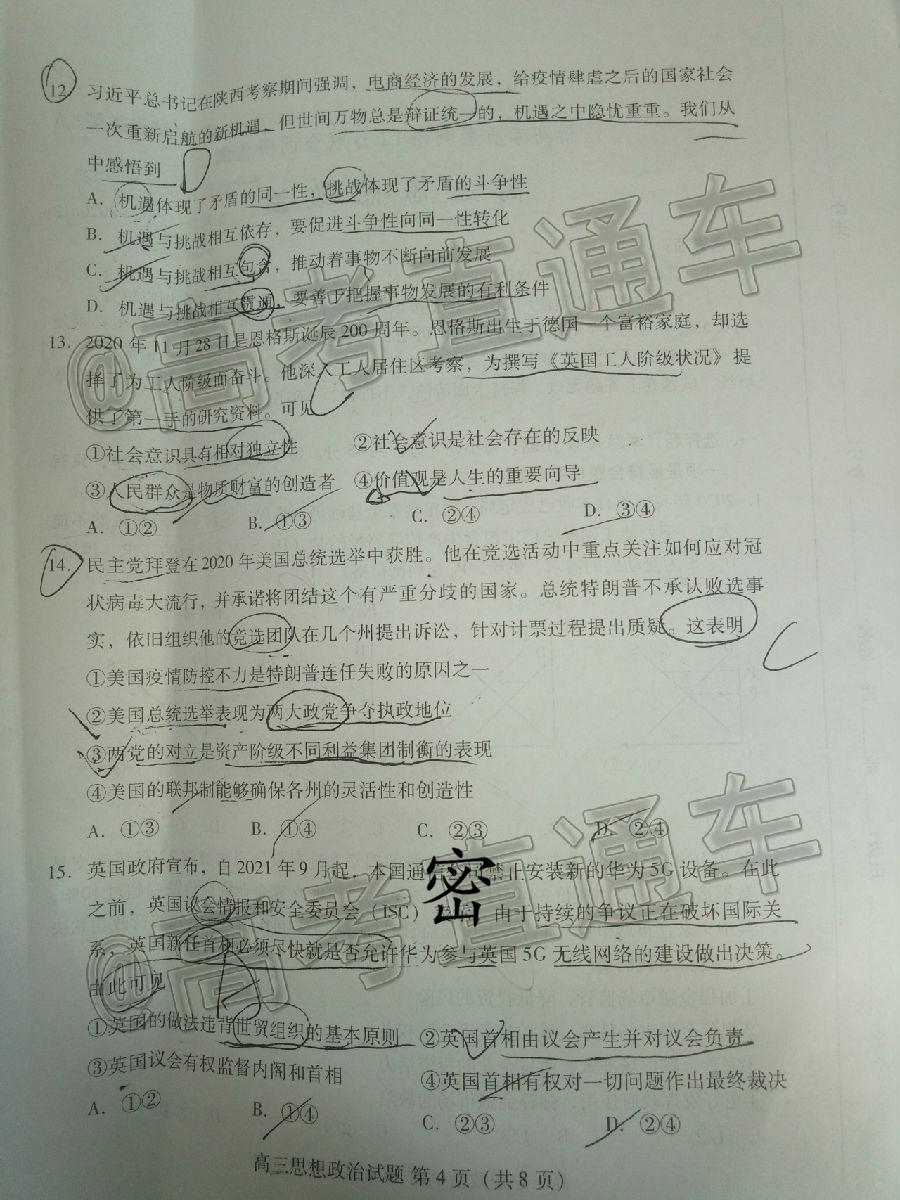 12. 习近平总书记在陕西考察期间强调，电商经济的发展，给疫情肆虐之后的国家社会
一次重新启航的新机遇，但世间万物总是辩证统一的，机遇之中隐忧重重。我们从
中感悟到
A. 机遇体现了矛盾的同一性，挑战体现了矛盾的斗争性
B. 机遇与挑战相互依存，要促进斗争性向同一性转化
C. 机遇与挑战相互包含，推动着事物不断向前发展
D. 机遇与挑战相互贯通，要善于把握事物发展的有利条件
13. 2020年11月28日是恩格斯诞辰200周年。恩格斯出生于德国一个富裕家庭，却选
择了为工人阶级而奋斗。他深入工人居住区考察，为撰写《英国工人阶级状况》提
供了第一手的研究资料。可见
①社会意识具有相对独立性 ②社会意识是社会存在的反映
③人民群众是物质财富的创造者 ④价值观是人生的重要向导
A. ①② B. ①③ C. ②④ D. ③④
14. 民主党拜登在2020年美国总统选举中获胜。他在竞选活动中重点关注如何应对冠
状病毒大流行，并承诺将团结这个有严重分歧的国家。总统特朗普不承认败选事
实，依旧组织他的竞选团队在几个州提出诉讼，针对计票过程提出质疑。这表明
①美国疫情防控不力是特朗普连任失败的原因之一
②美国总统选举表现为两大政党争夺执政地位
③两党的对立是资产阶级不同利益集团制衡的表现
④美国的联邦制能够确保各州的灵活性和创造性
A. ①③ B. ①④ C. ②③ D. ②④
15. 英国政府宣布，自2021年9月起，本国通 禁止安装新的华为5G设备。在此
之前，英国议会情报和安全委员会（ISC） 由于持续的争议正在破坏国际关
系，英国新任首相必须尽快就是否允许华为参与英国5G无线网络的建设做出决策。
由此可见
①英国的做法违背世贸组织的基本原则 ②英国首相由议会产生并对议会负责
③英国议会有权监督内阁和首相 ④英国首相有权对一切问题作出最终裁决
A. ①② B. ①④ C. ②③ D. ②④
高三思想政治试题 第4页（共8页）
@高考直通车
@高考直通车
密